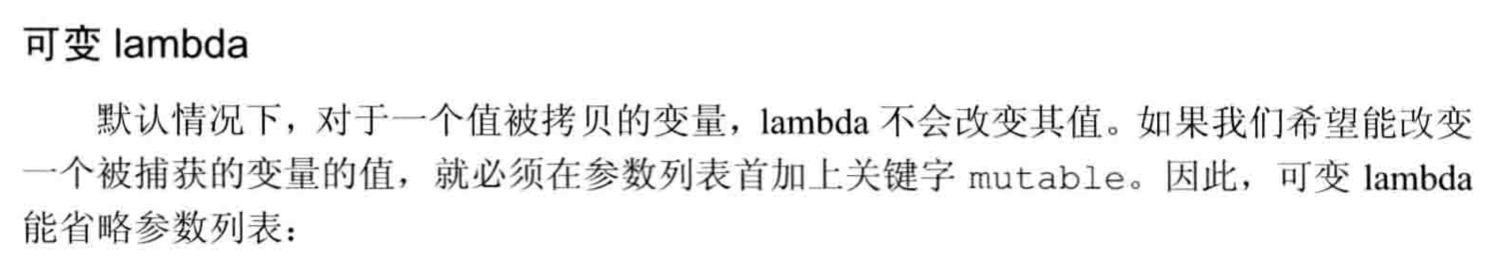 可变 lambda
默认情况下，对于一个值被拷贝的变量，lambda 不会改变其值。如果我们希望能改变
一个被捕获的变量的值，就必须在参数列表首加上关键字 mutable。因此，可变 lambda
能省略参数列表：